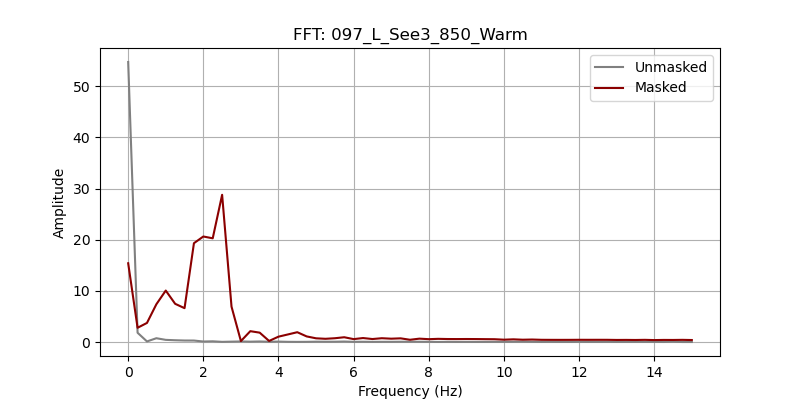 FFT: 097_L_See3_850_Warm
Unmasked
Masked
Amplitude
50
40
30
20
10
0
0 2 4 6 8 10 12 14
Frequency (Hz)